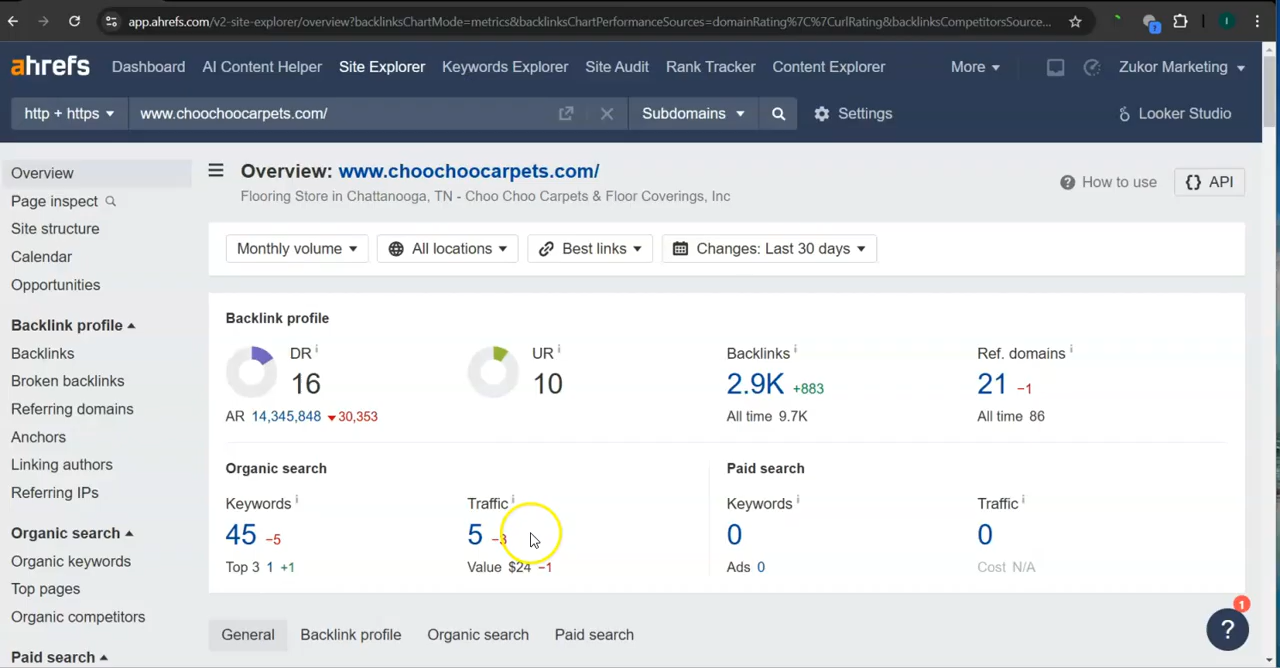 app.ahrefs.com/v2-site-explorer/overview?backlinksChartMode=metrics&backlinksChartPerformanceSources=domainRating%7C%7CurlRating&backlinksCompetitorsSource...
ahrefs Dashboard AI Content Helper Site Explorer Keywords Explorer Site Audit Rank Tracker Content Explorer More Zukor Marketing
http + https www.choochoocarpets.com/ Subdomains Settings Looker Studio
Overview
Page inspect
Site structure
Calendar
Opportunities
Backlink profile
Backlinks
Broken backlinks
Referring domains
Anchors
Linking authors
Referring IPs
Organic search
Organic keywords
Top pages
Organic competitors
Paid search
Overview: www.choochoocarpets.com/
Flooring Store in Chattanooga, TN - Choo Choo Carpets & Floor Coverings, Inc
How to use {} API
Monthly volume All locations Best links Changes: Last 30 days
Backlink profile
DR UR Backlinks Ref. domains
16 10 2.9K +883 21 −1
AR 14,345,848 30,353 All time 9.7K All time 86
Organic search Paid search
Keywords Traffic Keywords Traffic
45 −5 5 −3 0 0
Top 3 1 +1 Value $24 −1 Ads 0 Cost N/A
General Backlink profile Organic search Paid search
1
?